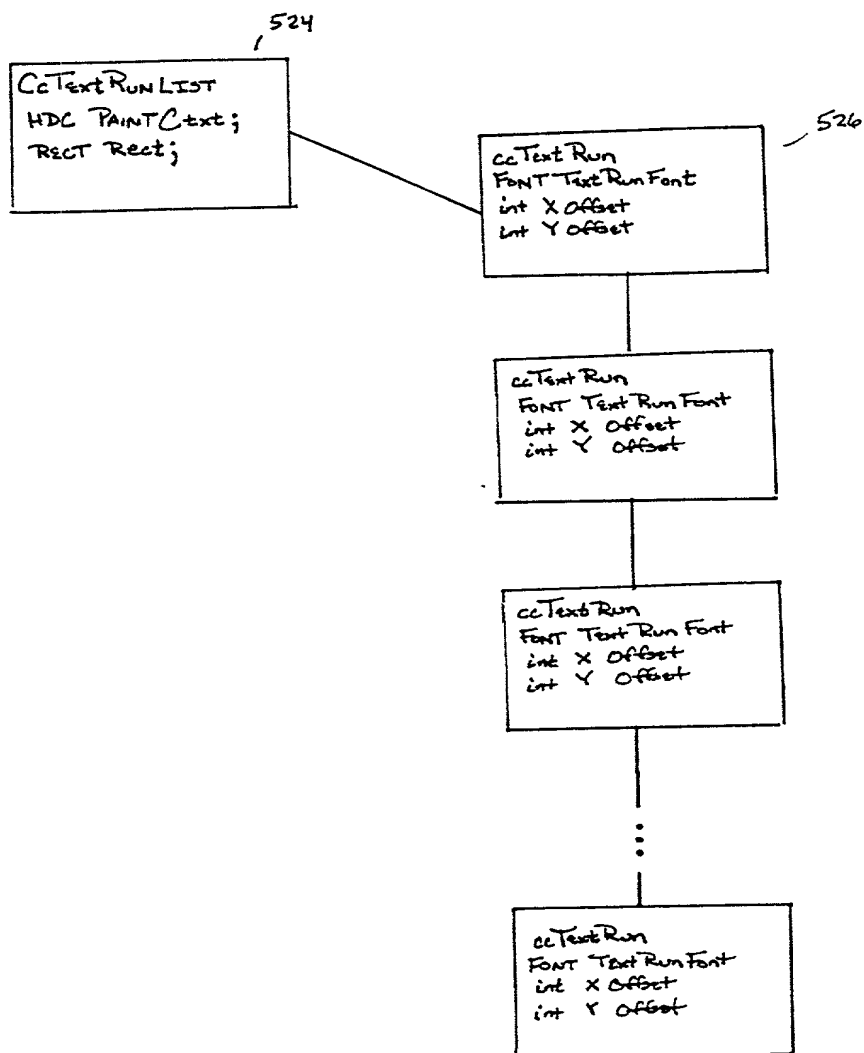 524
CcTextRunLIST
HDC PAINTCtxt;
RECT Rect;
526
ccTextRun
FONT TextRunFont
int X Offset
int Y Offset
ccTextRun
FONT TextRunFont
int X Offset
int Y Offset
ccTextRun
FONT TextRunFont
int X Offset
int Y Offset
ccTextRun
FONT TextRunFont
int X Offset
int Y Offset